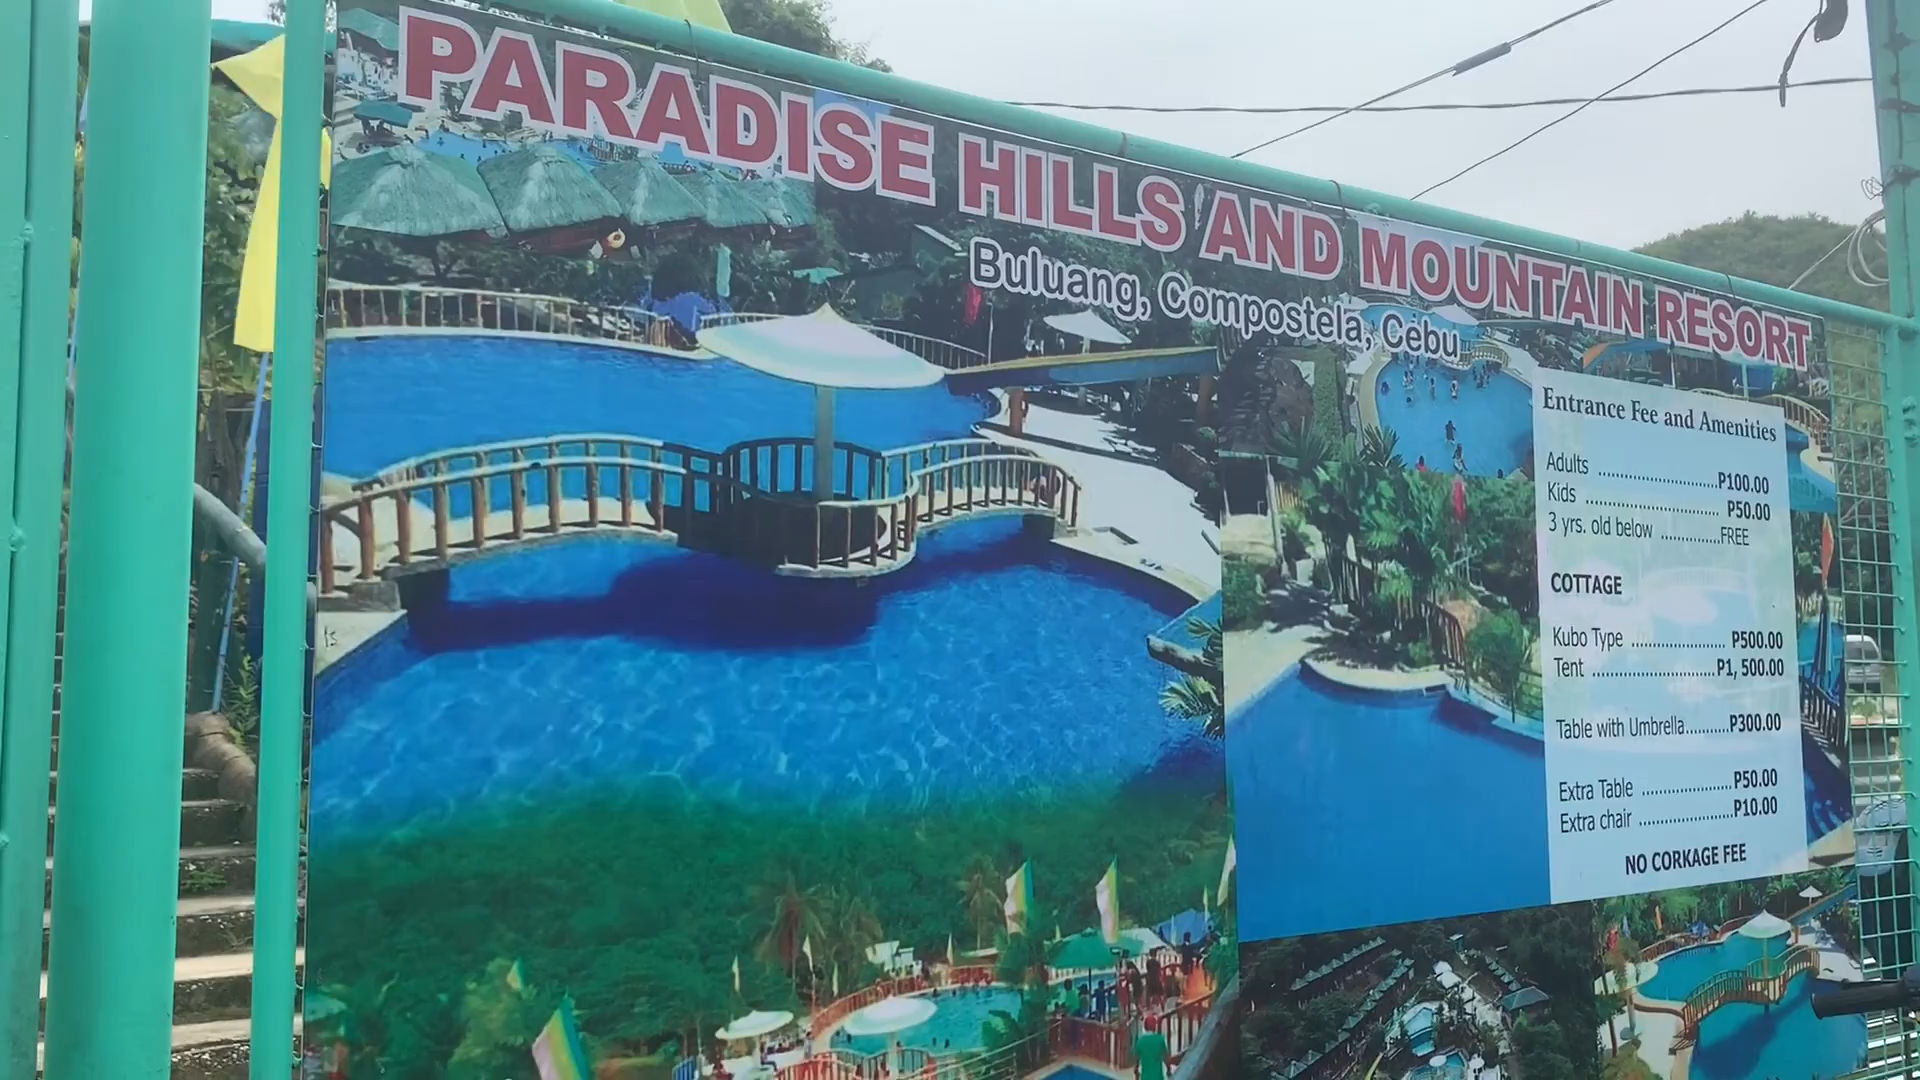 PARADISE HILLS AND MOUNTAIN RESORT
Buluang, Compostela, Cebu
Entrance Fee and Amenities
Adults ........................P100.00
Kids ........................... P50.00
3 yrs. old below .............FREE
COTTAGE
Kubo Type ..................... P500.00
Tent ...........................P1, 500.00
Table with Umbrella..........P300.00
Extra Table ....................P50.00
Extra chair .....................P10.00
NO CORKAGE FEE